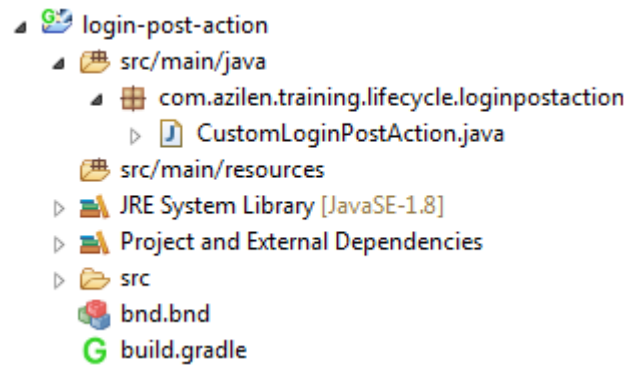 login-post-action
src/main/java
com.azilen.training.lifecycle.loginpostaction
CustomLoginPostAction.java
src/main/resources
JRE System Library [JavaSE-1.8]
Project and External Dependencies
src
bnd.bnd
build.gradle